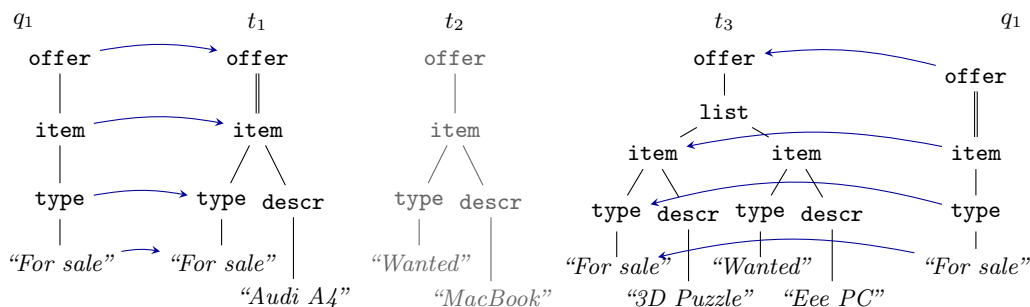 q1 t1 t2 t3 q1
offer offer offer offer offer
list
item item item item item item
type type descr type descr type descr type descr type
“For sale” “For sale” “Wanted” “For sale” “Wanted” “For sale”
“Audi A4” “MacBook” “3D Puzzle” “Eee PC”